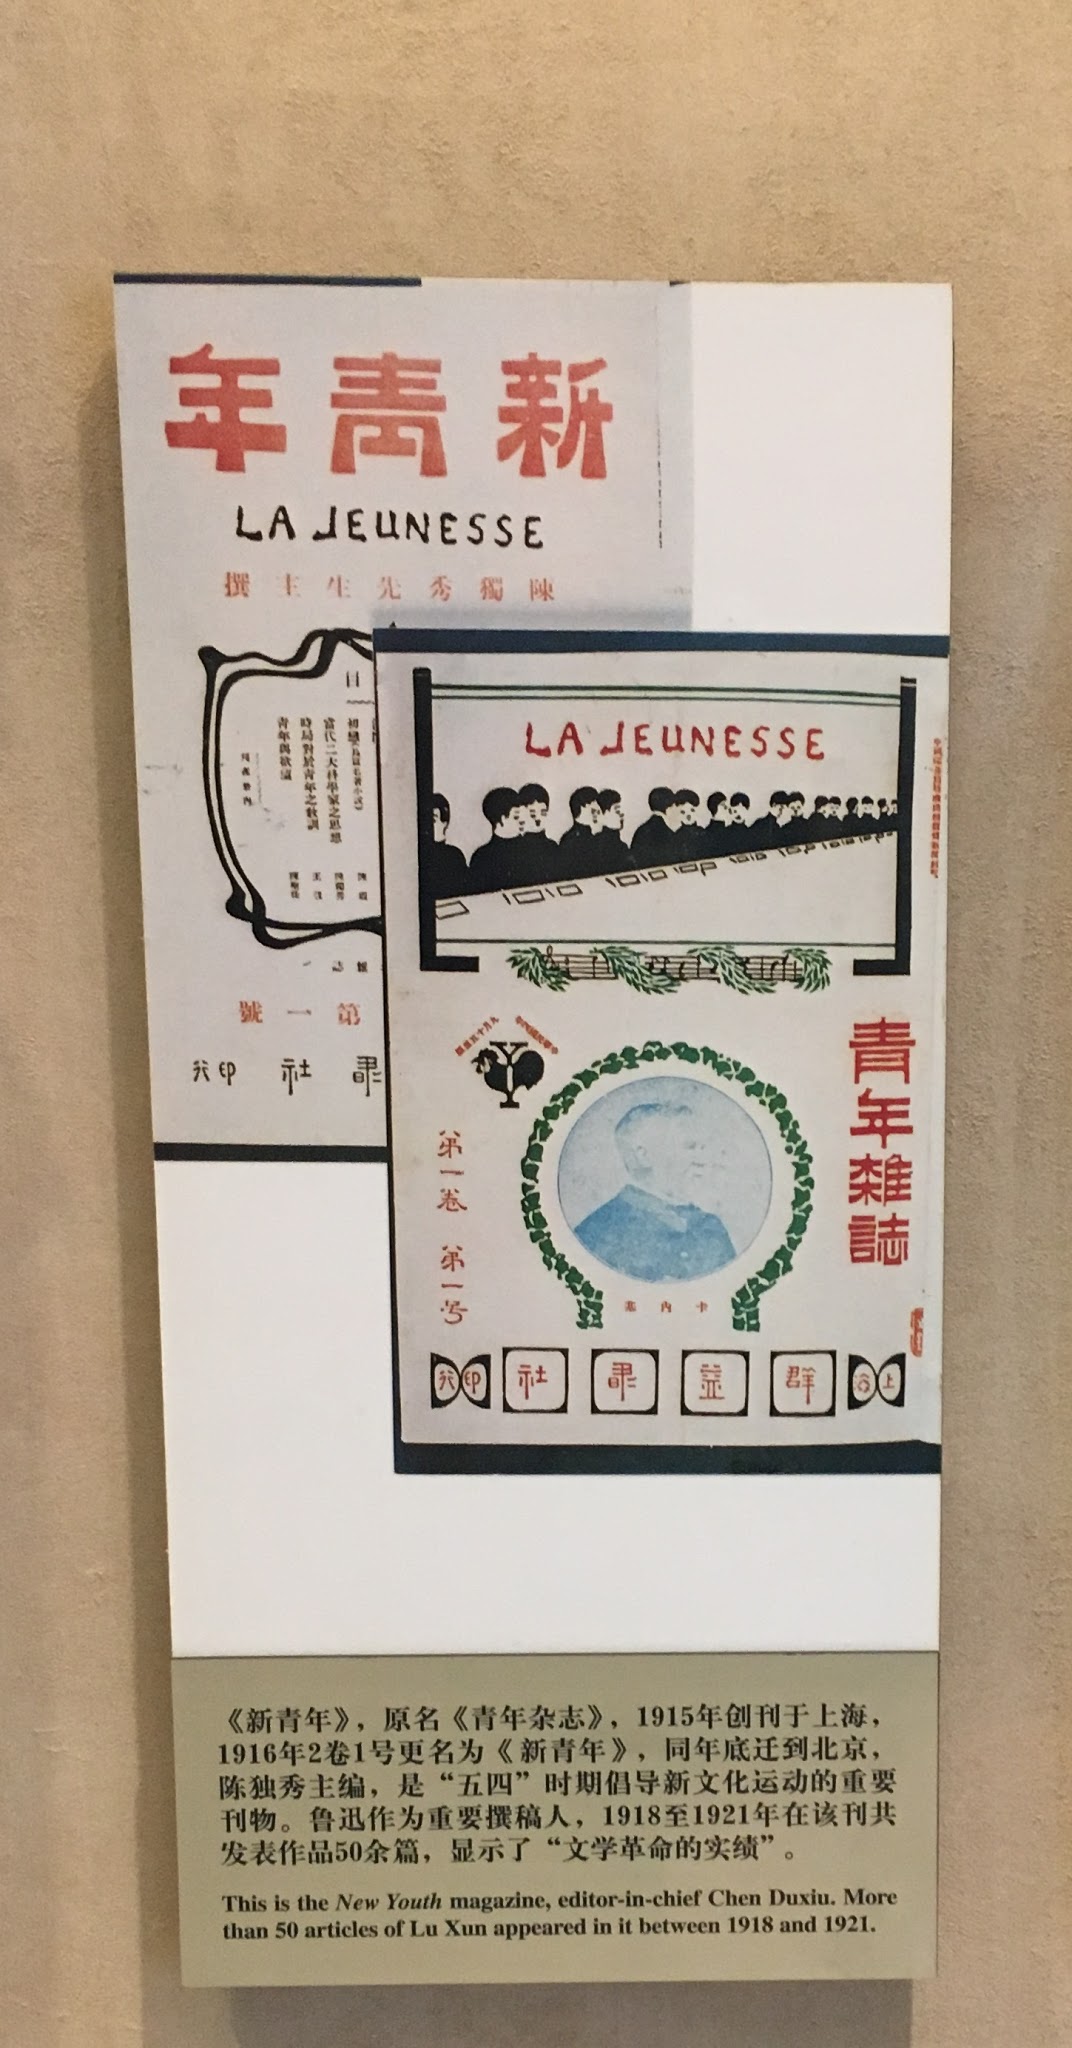 新青年
LA JEUNESSE
陳獨秀先生主撰
目
初戀
當代二大科學家之思想
時局對於青年之教訓
青年與欲望
第一號
書社印行
LA JEUNESSE
青年雜誌
第一卷 第一号
卡內基
上海群益書社印行
《新青年》，原名《青年杂志》，1915年创刊于上海，
1916年2卷1号更名为《新青年》，同年底迁到北京，
陈独秀主编，是“五四”时期倡导新文化运动的重要
刊物。鲁迅作为重要撰稿人，1918至1921年在该刊共
发表作品50余篇，显示了“文学革命的实绩”。
This is the New Youth magazine, editor-in-chief Chen Duxiu. More
than 50 articles of Lu Xun appeared in it between 1918 and 1921.